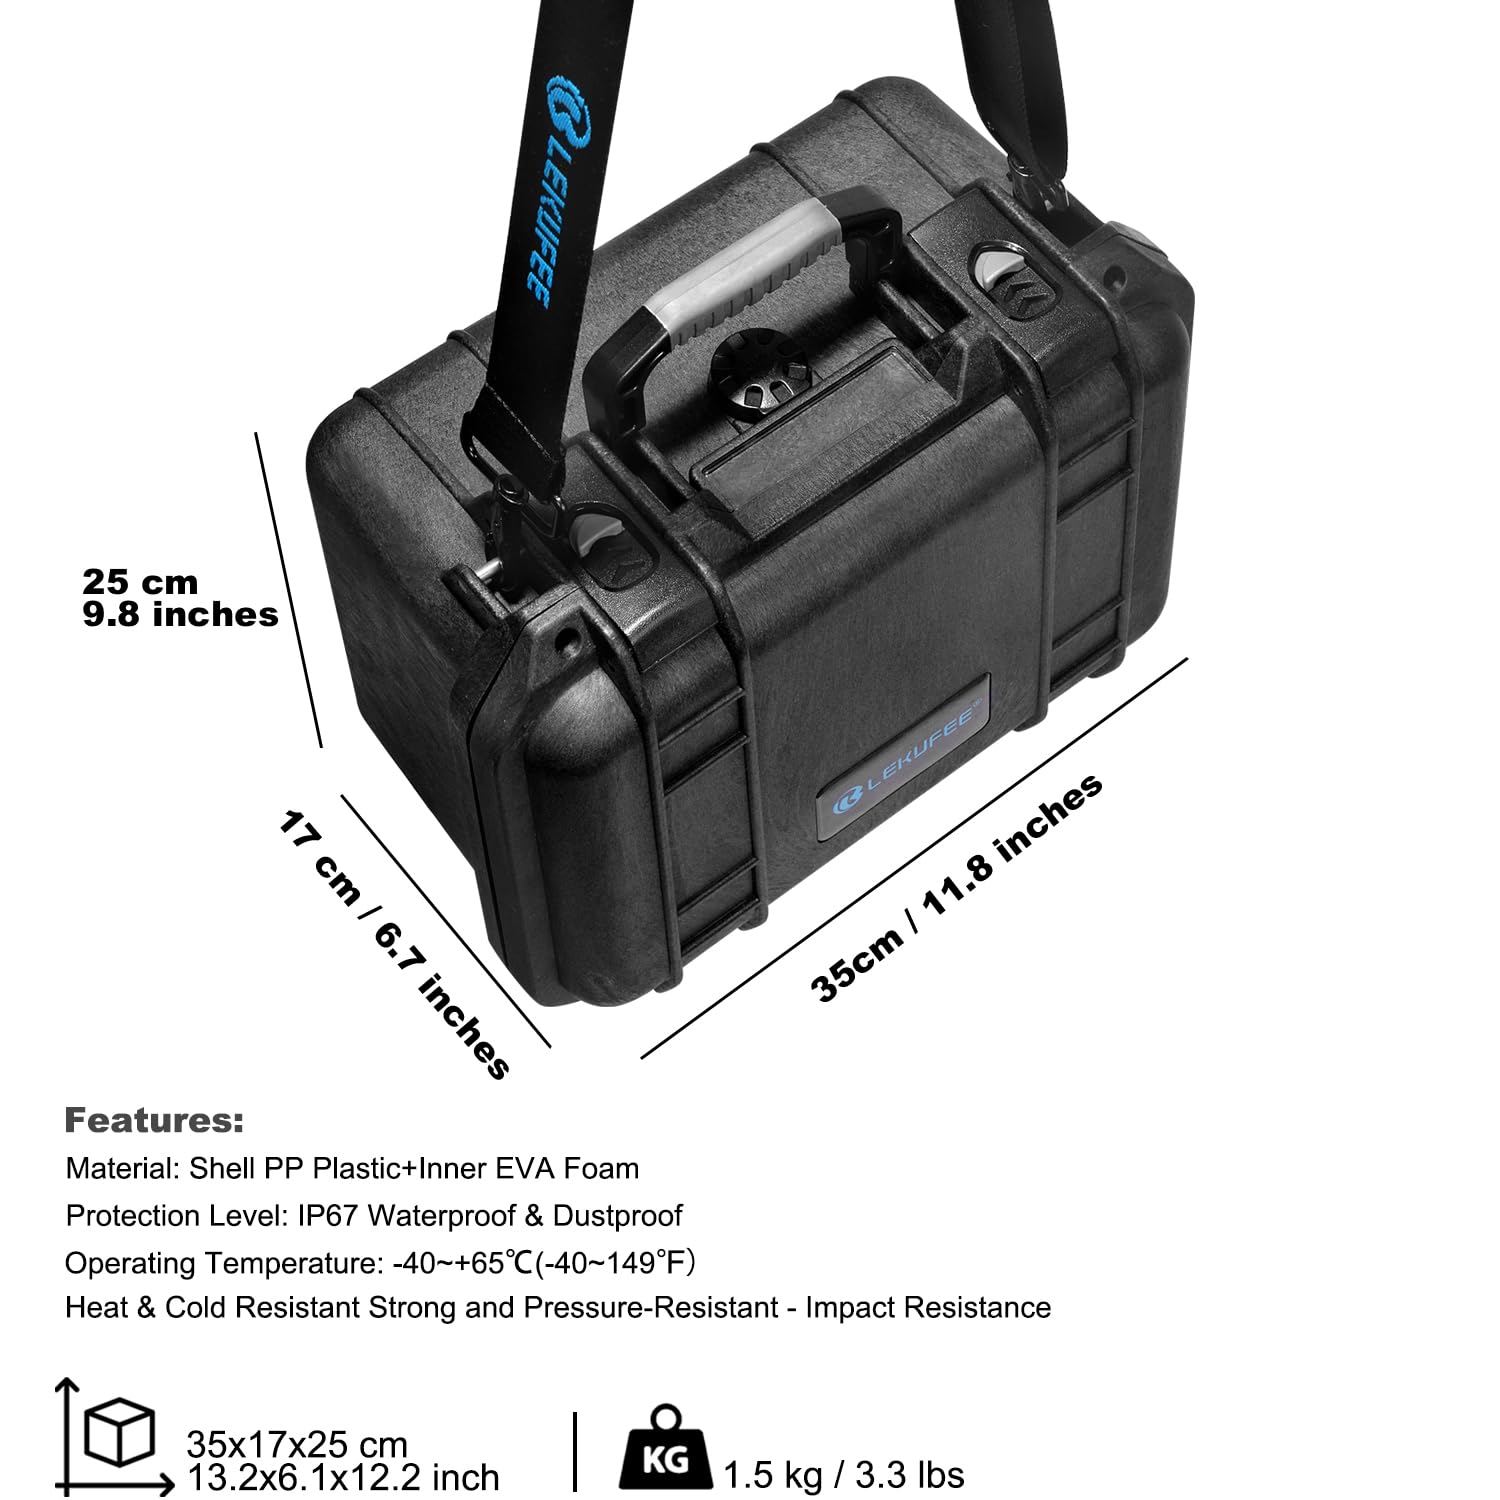 LEKUFEE
25 cm
9.8 inches
LEKUFEE®
17 cm / 6.7 inches
35cm / 11.8 inches
Features:
Material: Shell PP Plastic+Inner EVA Foam
Protection Level: IP67 Waterproof & Dustproof
Operating Temperature: -40~+65℃(-40~149°F)
Heat & Cold Resistant Strong and Pressure-Resistant - Impact Resistance
35x17x25 cm
13.2x6.1x12.2 inch
KG
1.5 kg / 3.3 lbs